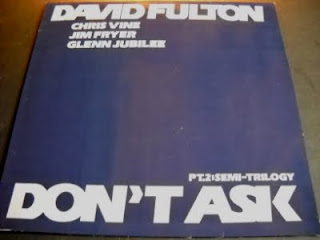 DAVID FULTON
CHRIS VINE
JIM FRYER
GLENN JUBILEE
PT.2:SEMI-TRILOGY
DON'T ASK